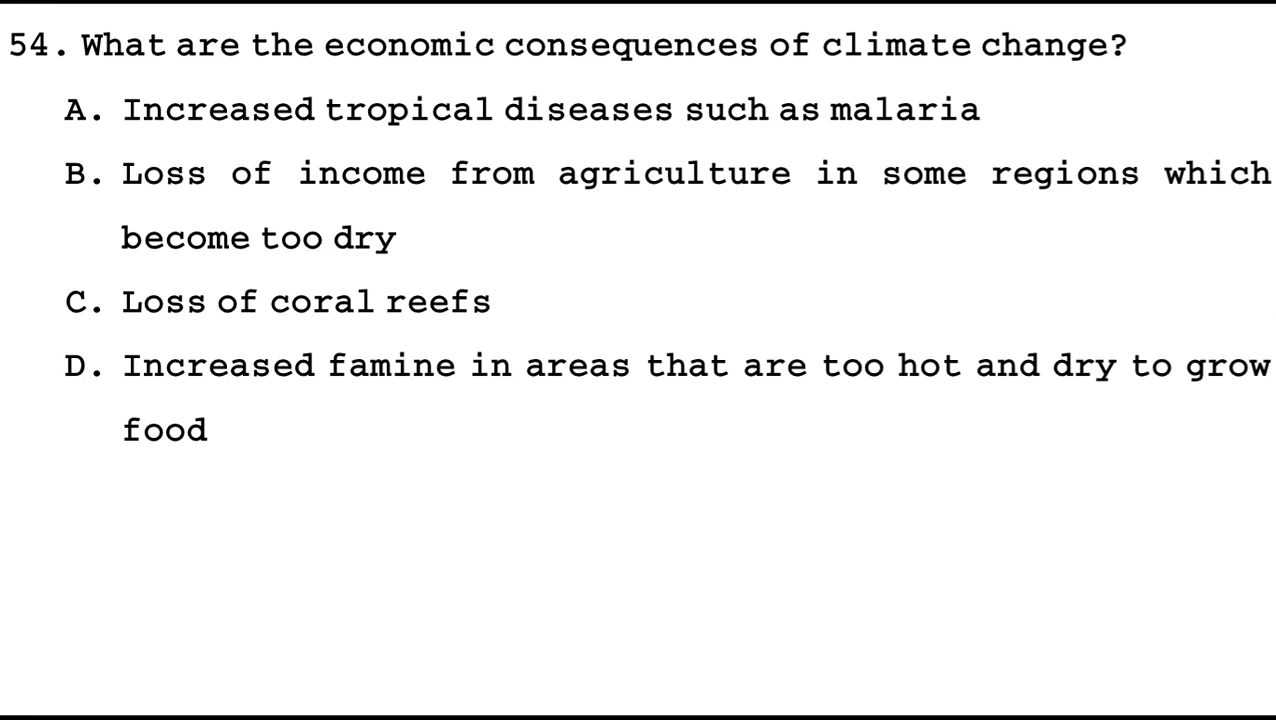 54. What are the economic consequences of climate change?
A. Increased tropical diseases such as malaria
B. Loss of income from agriculture in some regions which
become too dry
C. Loss of coral reefs
D. Increased famine in areas that are too hot and dry to grow
food